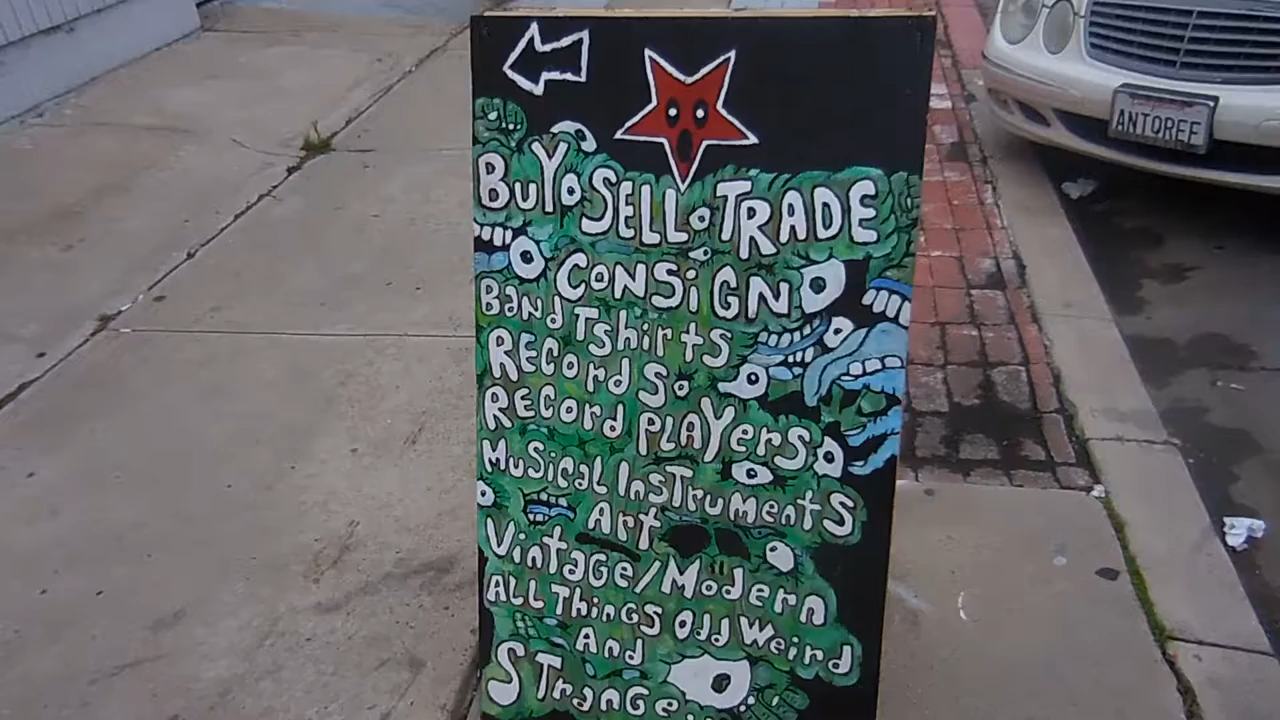 BUY o SELL o TRADE
CONSiGN
BAND Tshirts
RECords o
RECORD PLAYers
MusicaL InsTruments
Art
VinTAGE/Modern
ALL Things Odd Weird
And
STrange...
ANTORFF